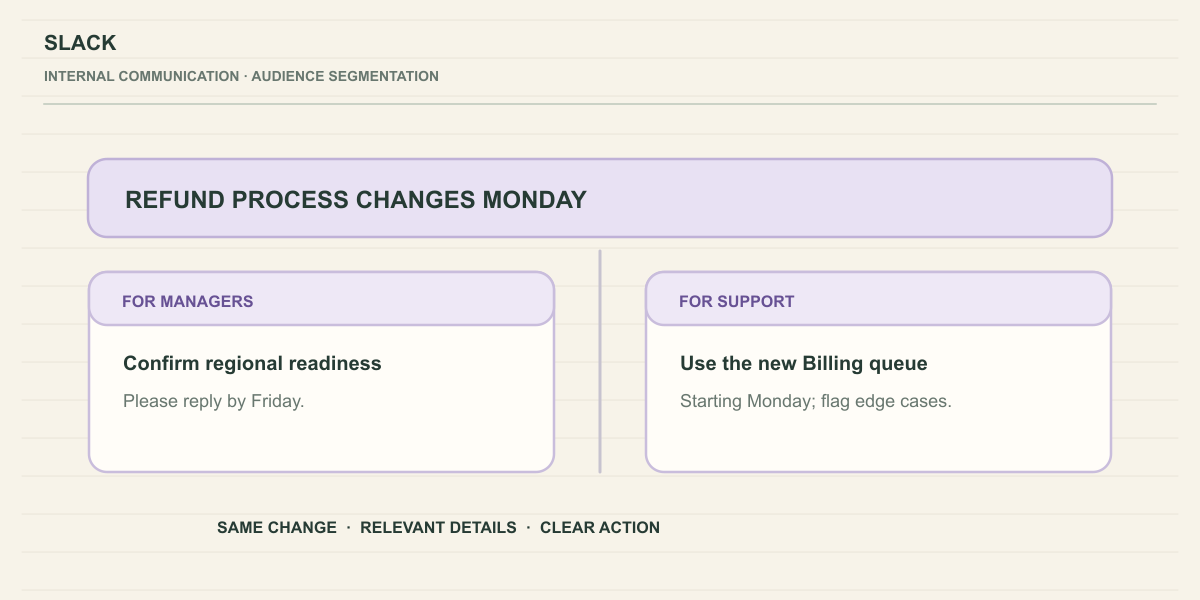 SLACK
INTERNAL COMMUNICATION · AUDIENCE SEGMENTATION
REFUND PROCESS CHANGES MONDAY
FOR MANAGERS
Confirm regional readiness
Please reply by Friday.
FOR SUPPORT
Use the new Billing queue
Starting Monday; flag edge cases.
SAME CHANGE · RELEVANT DETAILS · CLEAR ACTION